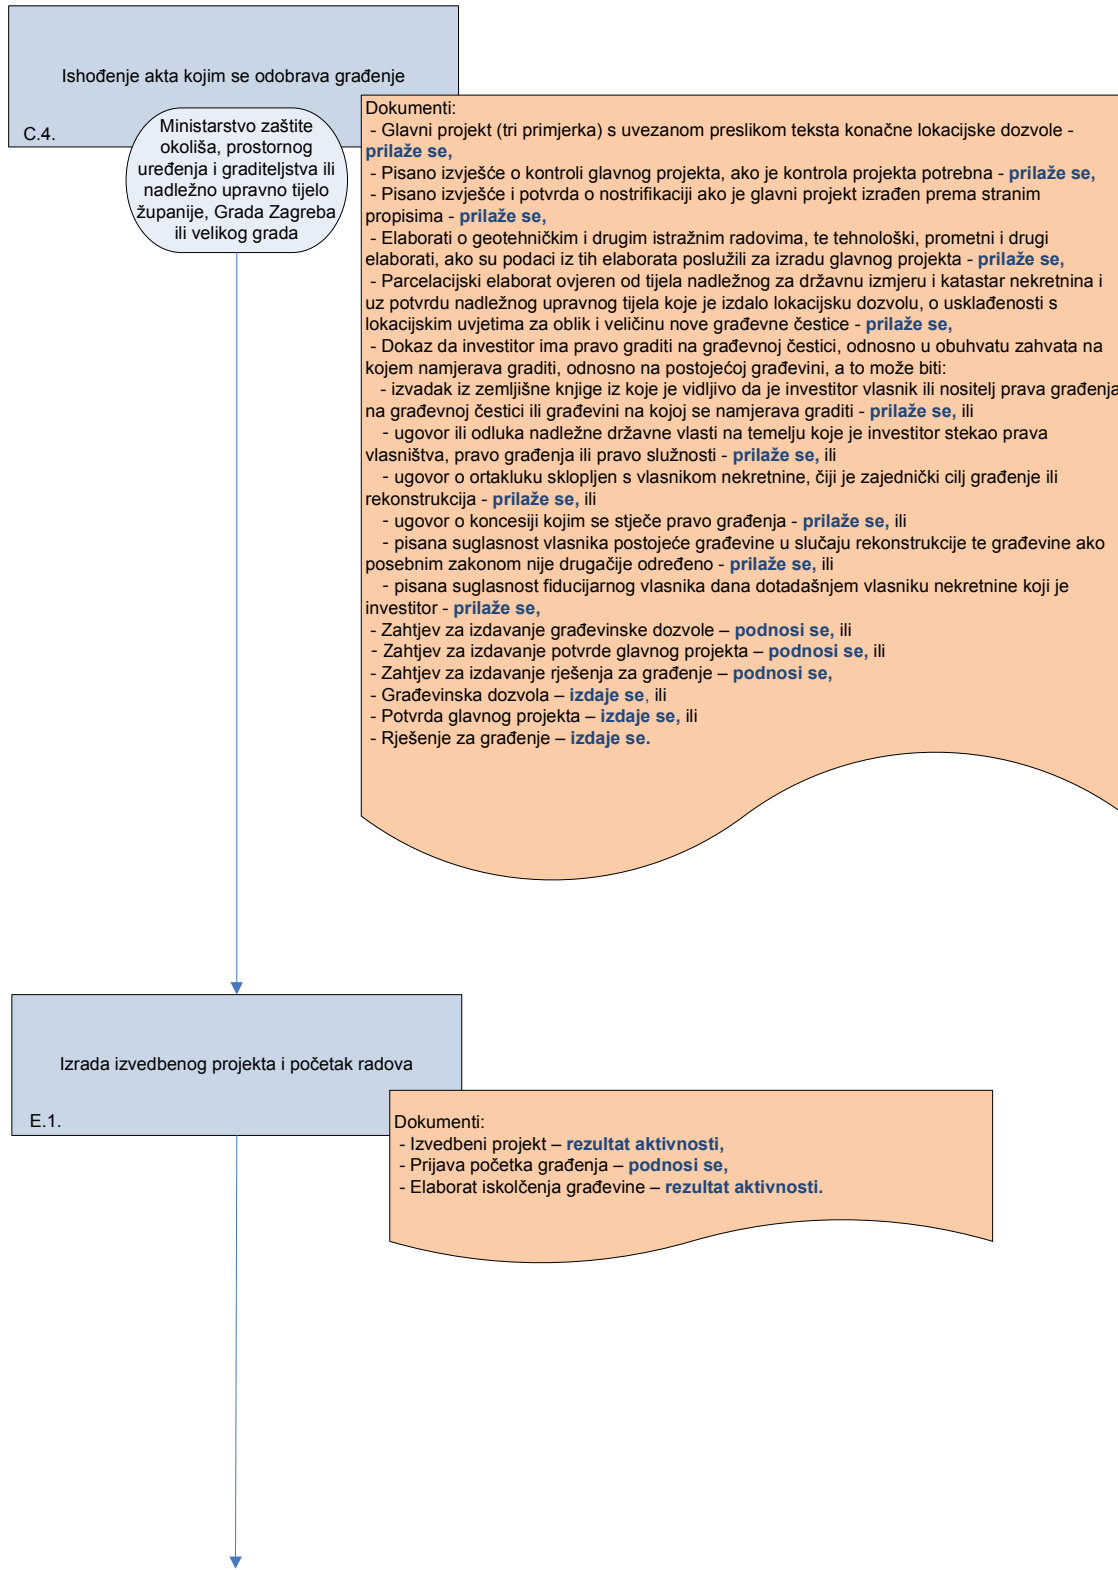 Ishođenje akta kojim se odobrava građenje
C.4.
Ministarstvo zaštite
okoliša, prostornog
uređenja i graditeljstva ili
nadležno upravno tijelo
županije, Grada Zagreba
ili velikog grada
Dokumenti:
- Glavni projekt (tri primjerka) s uvezanom preslikom teksta konačne lokacijske dozvole -
prilaže se,
- Pisano izvješće o kontroli glavnog projekta, ako je kontrola projekta potrebna - prilaže se,
- Pisano izvješće i potvrda o nostrifikaciji ako je glavni projekt izrađen prema stranim
propisima - prilaže se,
- Elaborati o geotehničkim i drugim istražnim radovima, te tehnološki, prometni i drugi
elaborati, ako su podaci iz tih elaborata poslužili za izradu glavnog projekta - prilaže se,
- Parcelacijski elaborat ovjeren od tijela nadležnog za državnu izmjeru i katastar nekretnina i
uz potvrdu nadležnog upravnog tijela koje je izdalo lokacijsku dozvolu, o usklađenosti s
lokacijskim uvjetima za oblik i veličinu nove građevne čestice - prilaže se,
- Dokaz da investitor ima pravo graditi na građevnoj čestici, odnosno u obuhvatu zahvata na
kojem namjerava graditi, odnosno na postojećoj građevini, a to može biti:
- izvadak iz zemljišne knjige iz koje je vidljivo da je investitor vlasnik ili nositelj prava građenja
na građevnoj čestici ili građevini na kojoj se namjerava graditi - prilaže se, ili
- ugovor ili odluka nadležne državne vlasti na temelju koje je investitor stekao prava
vlasništva, pravo građenja ili pravo služnosti - prilaže se, ili
- ugovor o ortakluku sklopljen s vlasnikom nekretnine, čiji je zajednički cilj građenje ili
rekonstrukcija - prilaže se, ili
- ugovor o koncesiji kojim se stječe pravo građenja - prilaže se, ili
- pisana suglasnost vlasnika postojeće građevine u slučaju rekonstrukcije te građevine ako
posebnim zakonom nije drugačije određeno - prilaže se, ili
- pisana suglasnost fiducijarnog vlasnika dana dotadašnjem vlasniku nekretnine koji je
investitor - prilaže se,
- Zahtjev za izdavanje građevinske dozvole – podnosi se, ili
- Zahtjev za izdavanje potvrde glavnog projekta – podnosi se, ili
- Zahtjev za izdavanje rješenja za građenje – podnosi se,
- Građevinska dozvola – izdaje se, ili
- Potvrda glavnog projekta – izdaje se, ili
- Rješenje za građenje – izdaje se.
Izrada izvedbenog projekta i početak radova
E.1.
Dokumenti:
- Izvedbeni projekt – rezultat aktivnosti,
- Prijava početka građenja – podnosi se,
- Elaborat iskolčenja građevine – rezultat aktivnosti.